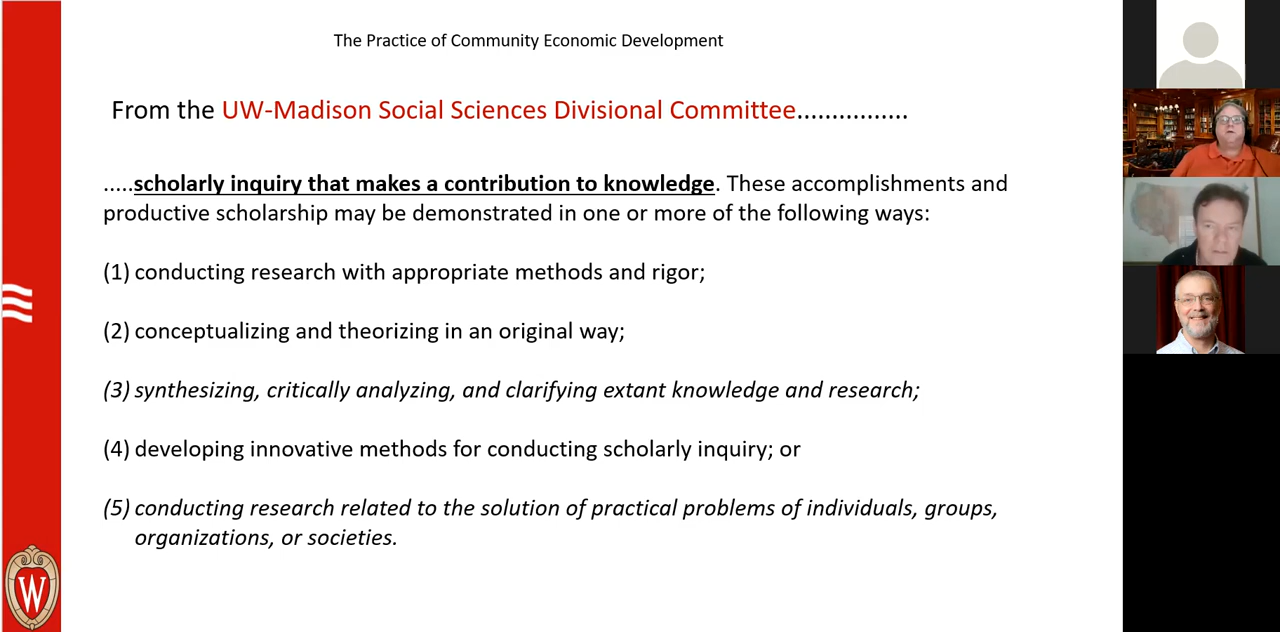 The Practice of Community Economic Development
From the UW-Madison Social Sciences Divisional Committee................
.....scholarly inquiry that makes a contribution to knowledge. These accomplishments and
productive scholarship may be demonstrated in one or more of the following ways:
(1) conducting research with appropriate methods and rigor;
(2) conceptualizing and theorizing in an original way;
(3) synthesizing, critically analyzing, and clarifying extant knowledge and research;
(4) developing innovative methods for conducting scholarly inquiry; or
(5) conducting research related to the solution of practical problems of individuals, groups,
organizations, or societies.
W